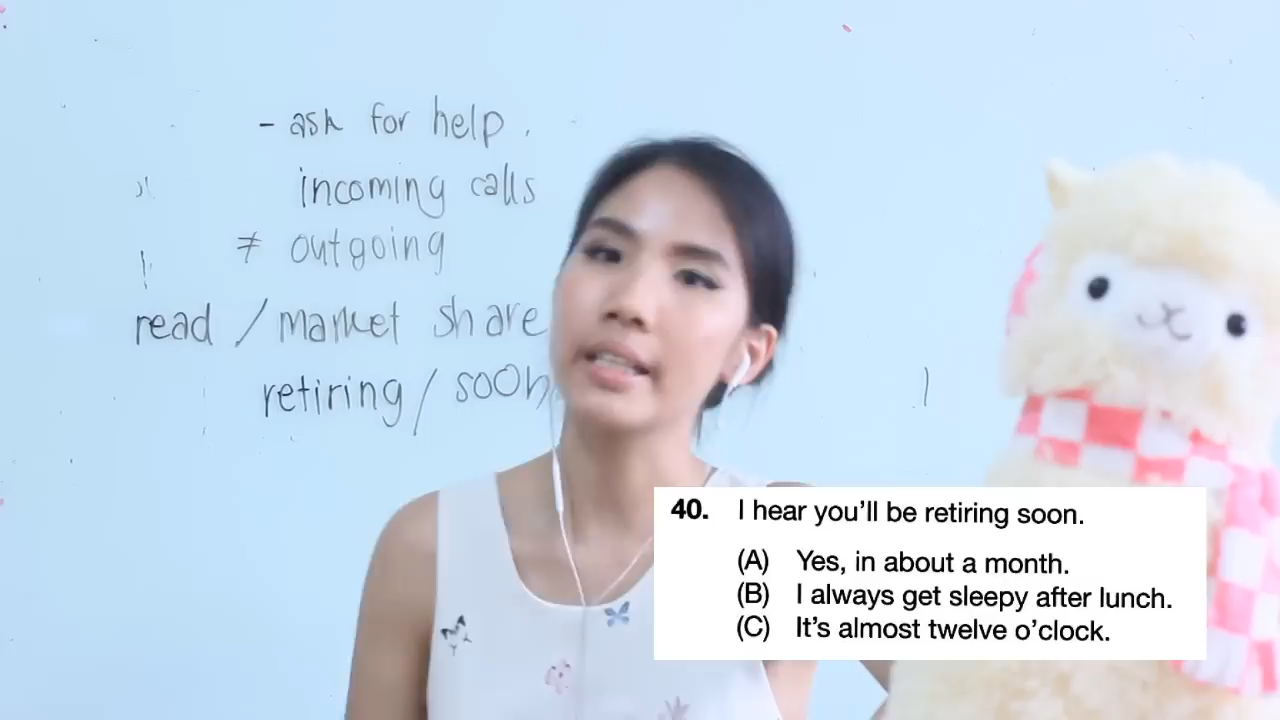 - ask for help.
incoming calls
≠ outgoing
read / market share
retiring / soon
40. I hear you'll be retiring soon.
(A) Yes, in about a month.
(B) I always get sleepy after lunch.
(C) It's almost twelve o'clock.